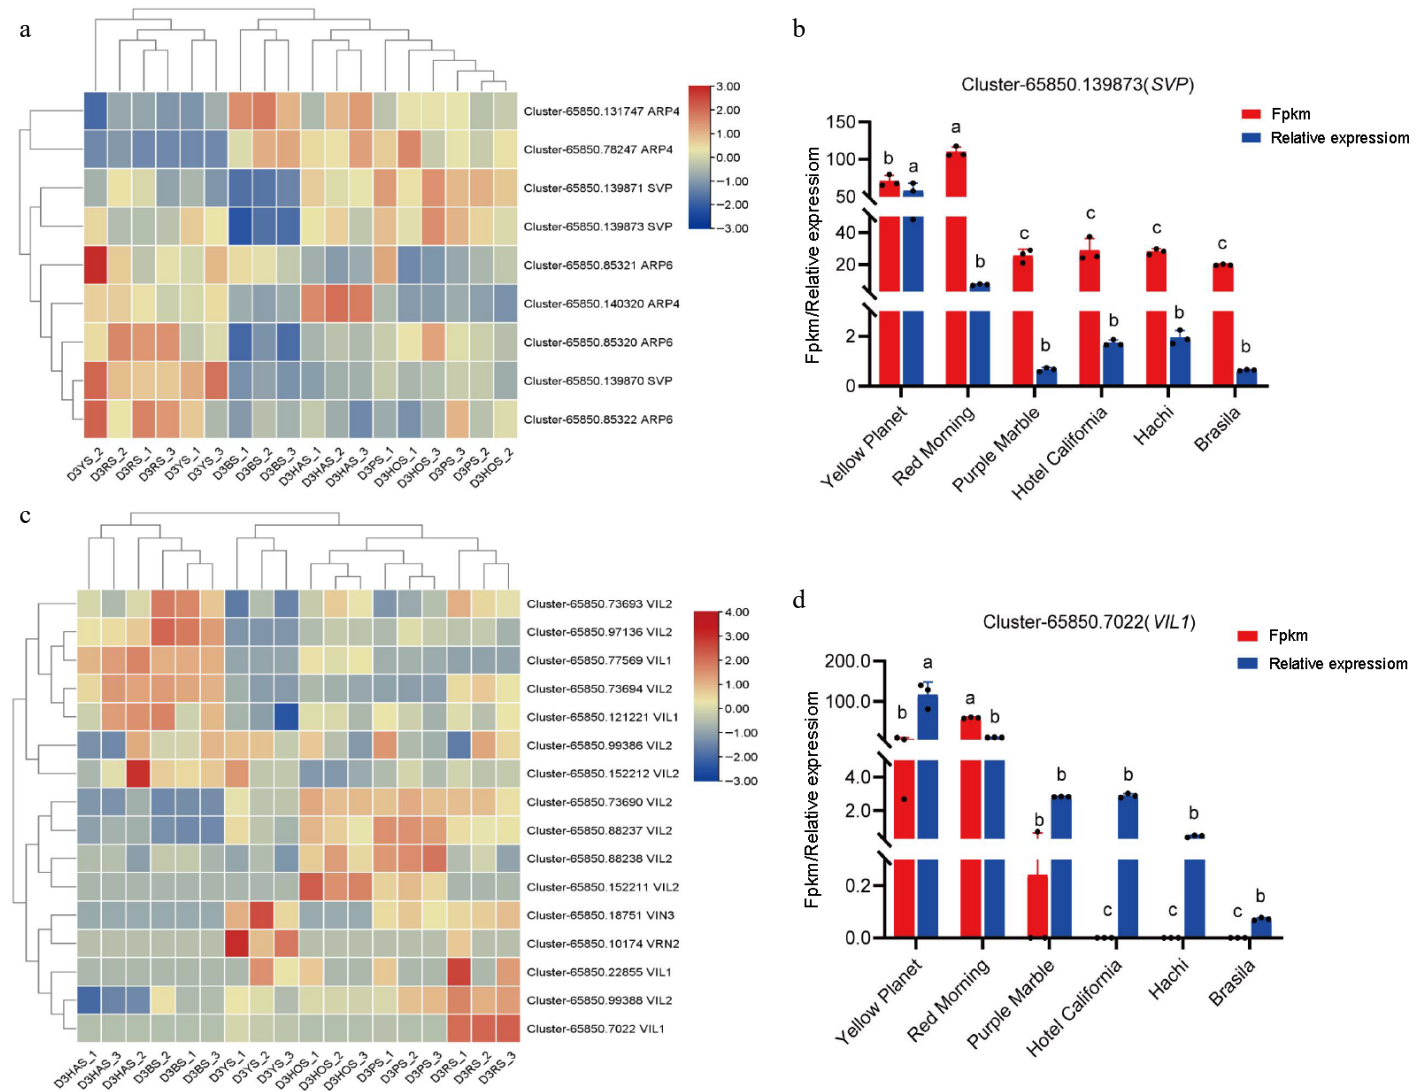 a
3.00
2.00
1.00
0.00
−1.00
−2.00
−3.00
Cluster-65850.131747 ARP4
Cluster-65850.78247 ARP4
Cluster-65850.139871 SVP
Cluster-65850.139873 SVP
Cluster-65850.85321 ARP6
Cluster-65850.140320 ARP4
Cluster-65850.85320 ARP6
Cluster-65850.139870 SVP
Cluster-65850.85322 ARP6
D3YS_2
D3RS_2
D3RS_1
D3RS_3
D3YS_1
D3YS_3
D3BS_1
D3BS_2
D3BS_3
D3HAS_1
D3HAS_2
D3HAS_3
D3PS_1
D3HOS_1
D3HOS_3
D3PS_3
D3PS_2
D3HOS_2
b
Cluster-65850.139873(SVP)
Fpkm
Relative expressiom
Fpkm/Relative expressiom
150
100
50
40
20
2
0
b
a
a
b
c
b
c
b
c
b
c
b
Yellow Planet
Red Morning
Purple Marble
Hotel California
Hachi
Brasila
c
4.00
3.00
2.00
1.00
0.00
−1.00
−2.00
−3.00
Cluster-65850.73693 VIL2
Cluster-65850.97136 VIL2
Cluster-65850.77569 VIL1
Cluster-65850.73694 VIL2
Cluster-65850.121221 VIL1
Cluster-65850.99386 VIL2
Cluster-65850.152212 VIL2
Cluster-65850.73690 VIL2
Cluster-65850.88237 VIL2
Cluster-65850.88238 VIL2
Cluster-65850.152211 VIL2
Cluster-65850.18751 VIN3
Cluster-65850.10174 VRN2
Cluster-65850.22855 VIL1
Cluster-65850.99388 VIL2
Cluster-65850.7022 VIL1
D3HAS_1
D3HAS_3
D3HAS_2
D3BS_2
D3BS_1
D3BS_3
D3YS_1
D3YS_2
D3YS_3
D3HOS_1
D3HOS_2
D3HOS_3
D3PS_1
D3PS_2
D3PS_3
D3RS_1
D3RS_2
D3RS_3
d
Cluster-65850.7022(VIL1)
Fpkm
Relative expressiom
Fpkm/Relative expressiom
200.0
100.0
4.0
2.0
0.2
0.0
b
a
a
b
b
b
c
b
c
b
c
b
Yellow Planet
Red Morning
Purple Marble
Hotel California
Hachi
Brasila